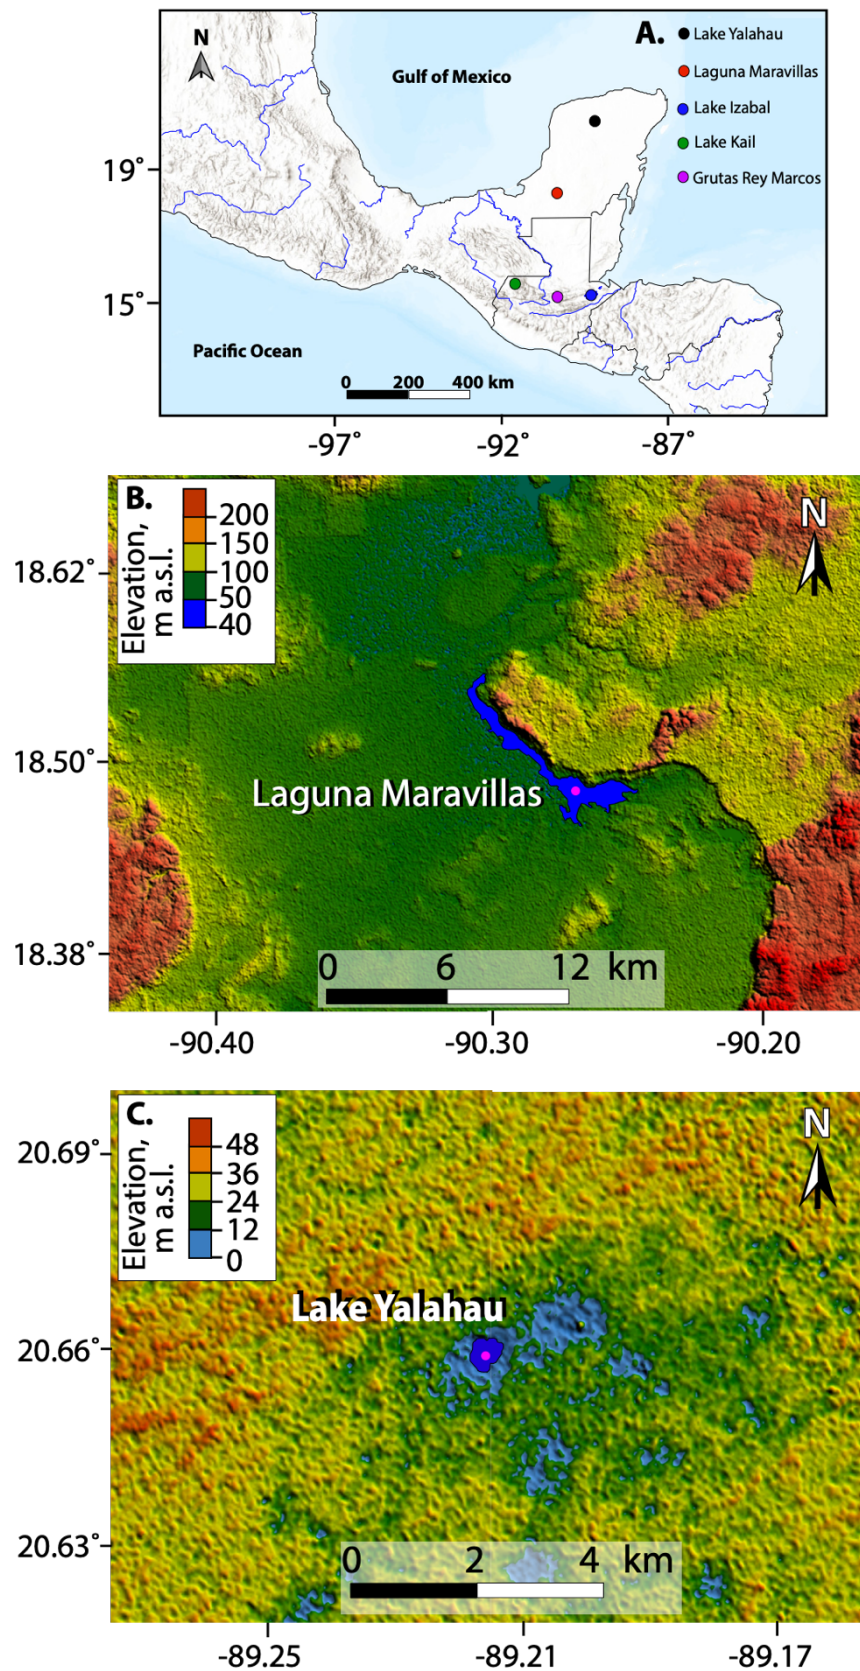 N
Gulf of Mexico
A.
Lake Yalahau
Laguna Maravillas
Lake Izabal
Lake Kail
Grutas Rey Marcos
19˚
15˚
Pacific Ocean
0 200 400 km
-97˚ -92˚ -87˚
B.
Elevation,
m a.s.l.
200
150
100
50
40
N
18.62˚
18.50˚
18.38˚
Laguna Maravillas
0 6 12 km
-90.40 -90.30 -90.20
C.
Elevation,
m a.s.l.
48
36
24
12
0
N
20.69˚
20.66˚
20.63˚
Lake Yalahau
0 2 4 km
-89.25 -89.21 -89.17